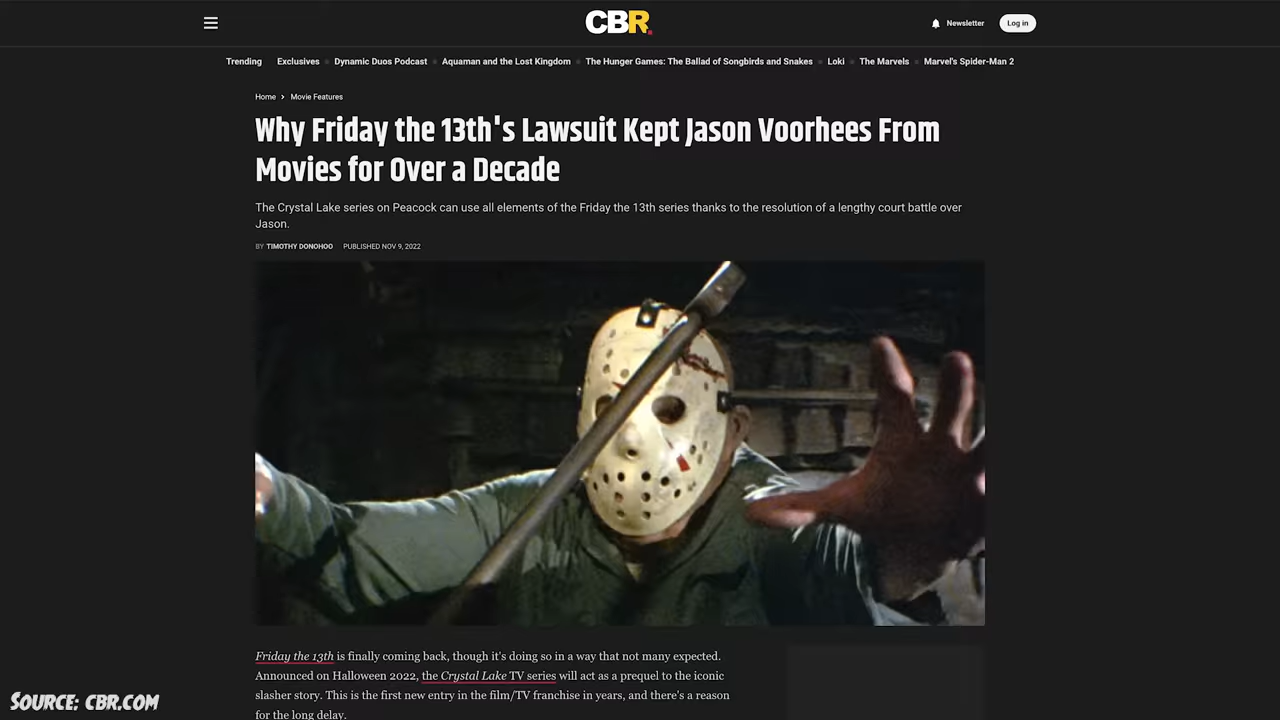 CBR.
Newsletter
Log in
Trending Exclusives Dynamic Duos Podcast Aquaman and the Lost Kingdom The Hunger Games: The Ballad of Songbirds and Snakes Loki The Marvels Marvel's Spider-Man 2
Home > Movie Features
Why Friday the 13th's Lawsuit Kept Jason Voorhees From
Movies for Over a Decade
The Crystal Lake series on Peacock can use all elements of the Friday the 13th series thanks to the resolution of a lengthy court battle over
Jason.
BY TIMOTHY DONOHOO PUBLISHED NOV 9, 2022
Friday the 13th is finally coming back, though it's doing so in a way that not many expected.
Announced on Halloween 2022, the Crystal Lake TV series will act as a prequel to the iconic
slasher story. This is the first new entry in the film/TV franchise in years, and there's a reason
for the long delay.
Source: cbr.com